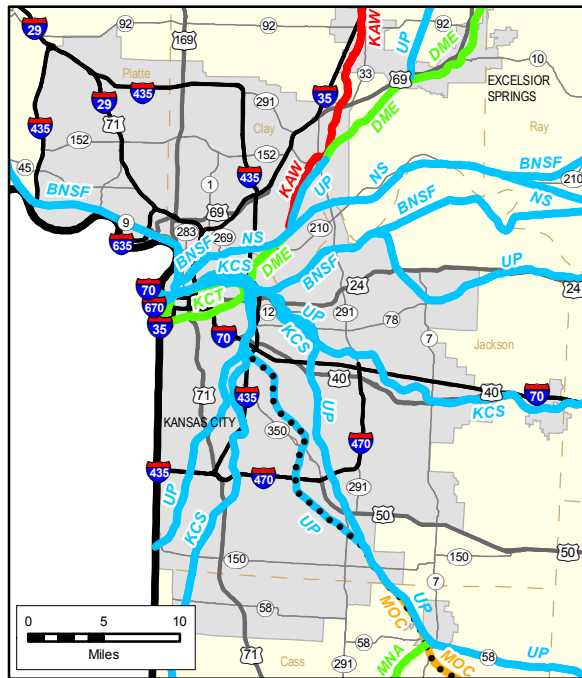 29
92
169
92
KAW
UP
DME
92
10
Platte
33
69
EXCELSIOR
SPRINGS
435
291
35
29
71
Clay
DME
435
152
152
Ray
45
KAW
UP
NS
BNSF
210
BNSF
1
435
69
BNSF
NS
9
283
269
NS
210
635
BNSF
KCS
DME
BNSF
UP
70
24
24
670
KCT
12
UP
291
78
35
70
KCS
7
Jackson
71
40
40
70
435
UP
KCS
KANSAS CITY
350
470
435
470
291
UP
KCS
UP
50
50
150
150
7
0 5 10
Miles
58
MOC
UP
58
58
UP
71
Cass
291
MNA
MOC